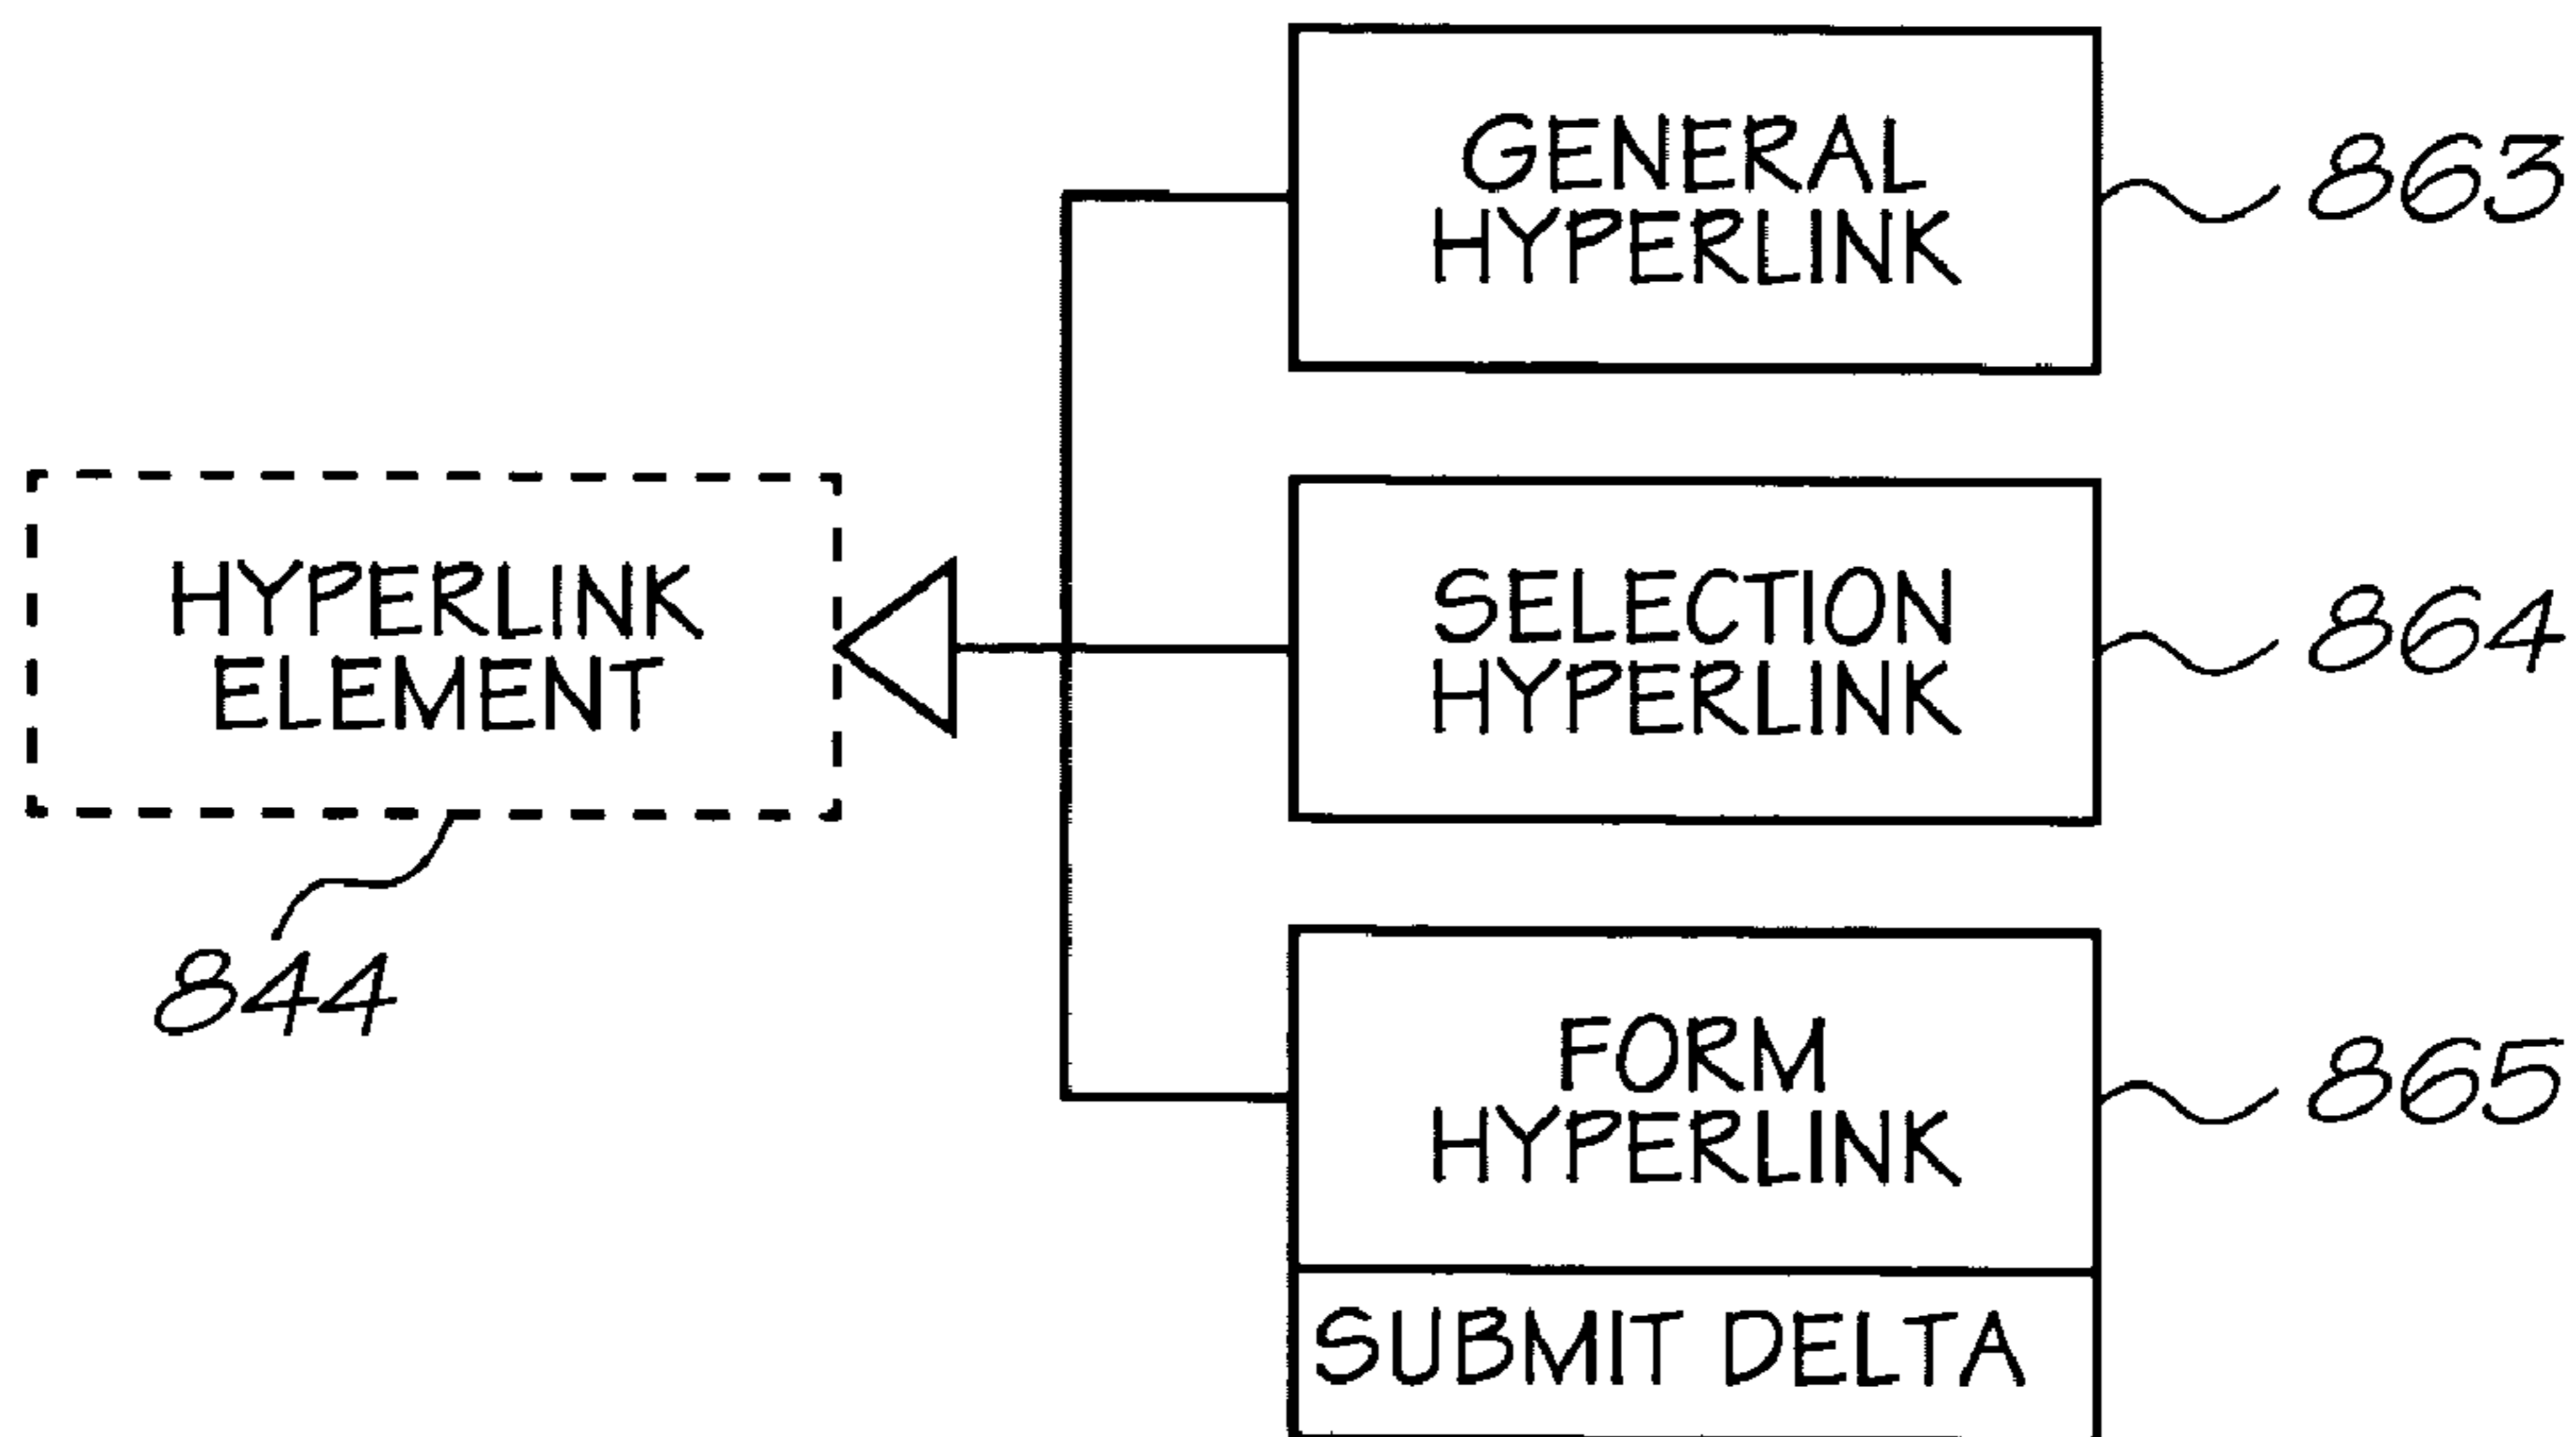 GENERAL
HYPERLINK
863
HYPERLINK
ELEMENT
844
SELECTION
HYPERLINK
864
FORM
HYPERLINK
865
SUBMIT DELTA